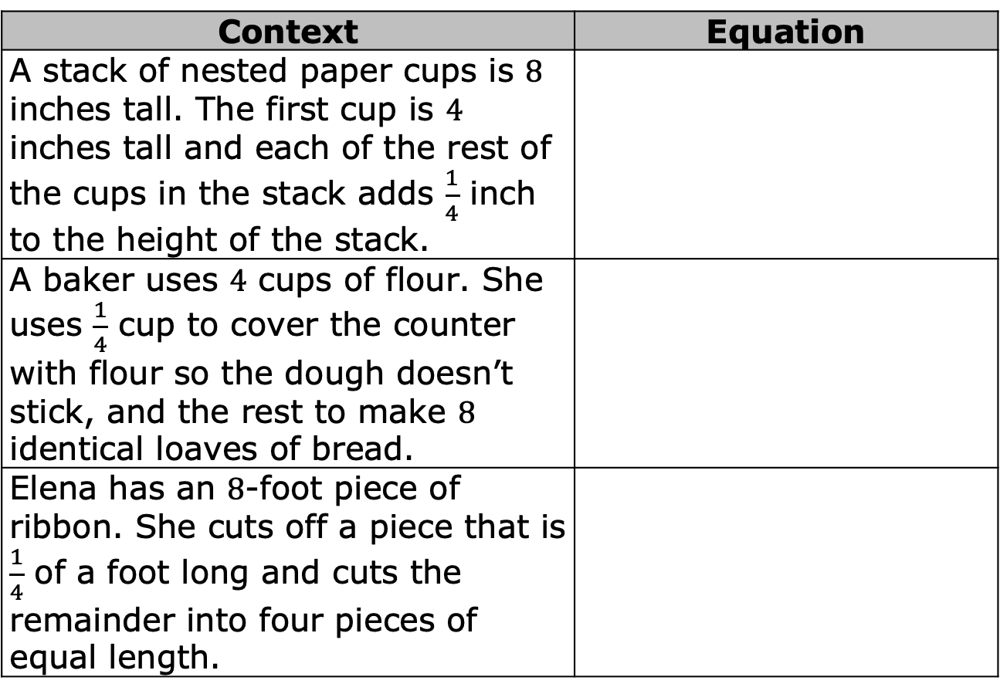 Context Equation
A stack of nested paper cups is 8
inches tall. The first cup is 4
inches tall and each of the rest of
the cups in the stack adds 1/4 inch
to the height of the stack.
A baker uses 4 cups of flour. She
uses 1/4 cup to cover the counter
with flour so the dough doesn’t
stick, and the rest to make 8
identical loaves of bread.
Elena has an 8-foot piece of
ribbon. She cuts off a piece that is
1/4 of a foot long and cuts the
remainder into four pieces of
equal length.